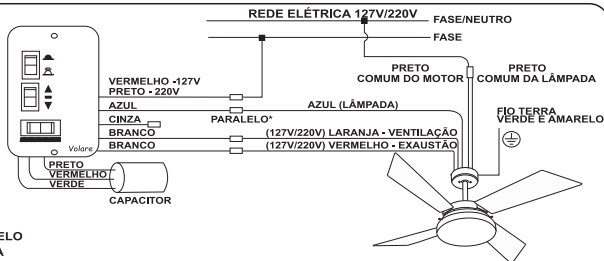 REDE ELÉTRICA 127V/220V
FASE/NEUTRO
FASE
PRETO
COMUM DO MOTOR
PRETO
COMUM DA LÂMPADA
VERMELHO -127V
PRETO - 220V
AZUL
AZUL (LÂMPADA)
FIO TERRA
VERDE E AMARELO
CINZA
PARALELO*
BRANCO
(127V/220V) LARANJA - VENTILAÇÃO
BRANCO
(127V/220V) VERMELHO - EXAUSTÃO
Volare
PRETO
VERMELHO
VERDE
CAPACITOR
ELO
A